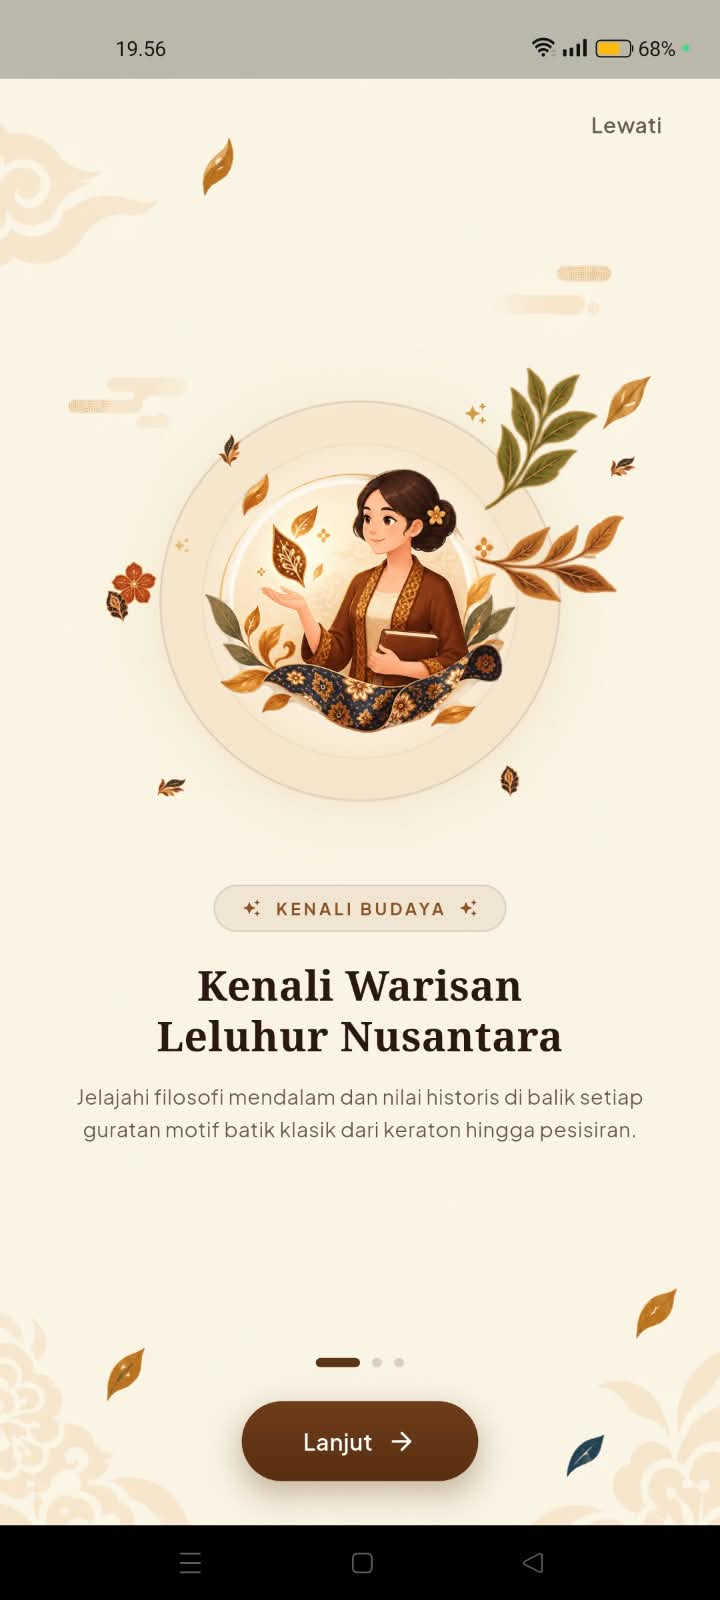 19.56
68%
Lewati
KENALI BUDAYA
Kenali Warisan
Leluhur Nusantara
Jelajahi filosofi mendalam dan nilai historis di balik setiap
guratan motif batik klasik dari keraton hingga pesisiran.
Lanjut